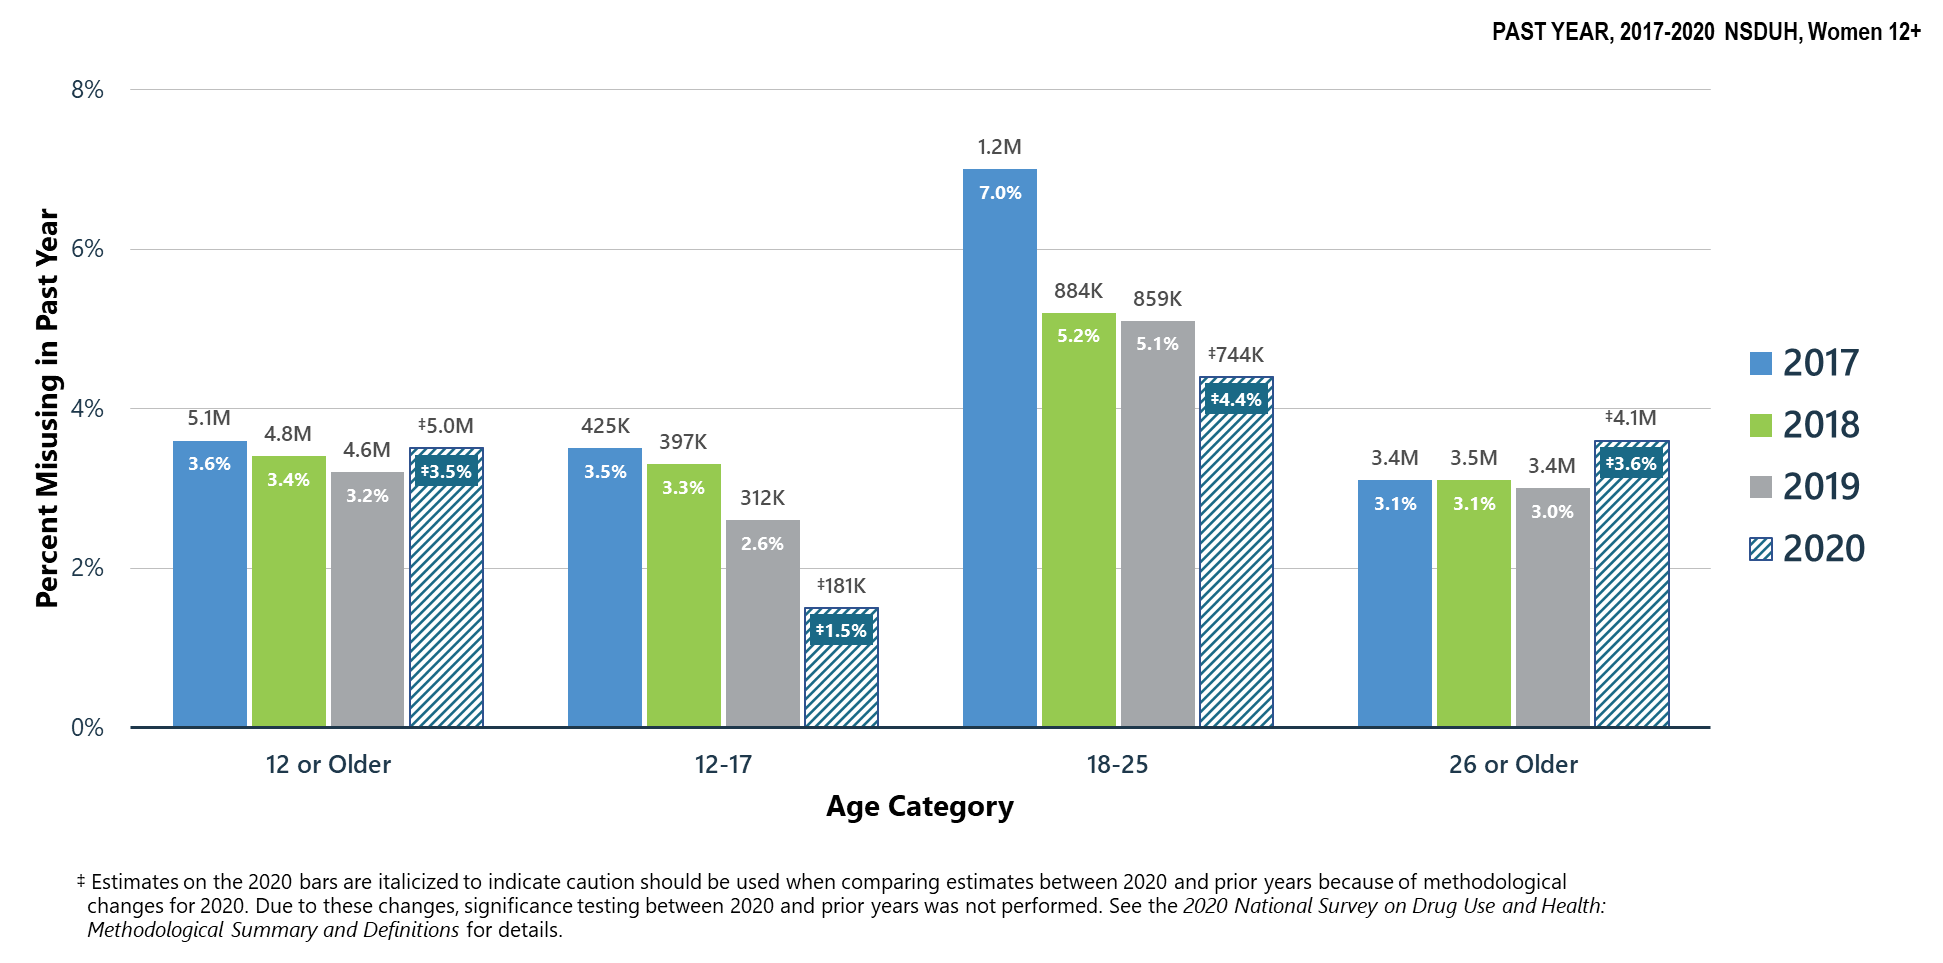 PAST YEAR, 2017-2020 NSDUH, Women 12+
Percent Misusing in Past Year
8%
6%
4%
2%
0%
5.1M
3.6%
4.8M
3.4%
4.6M
3.2%
‡5.0M
‡3.5%
425K
3.5%
397K
3.3%
312K
2.6%
‡181K
‡1.5%
1.2M
7.0%
884K
5.2%
859K
5.1%
‡744K
‡4.4%
3.4M
3.1%
3.5M
3.1%
3.4M
3.0%
‡4.1M
‡3.6%
2017
2018
2019
2020
12 or Older
12-17
18-25
26 or Older
Age Category
‡ Estimates on the 2020 bars are italicized to indicate caution should be used when comparing estimates between 2020 and prior years because of methodological
changes for 2020. Due to these changes, significance testing between 2020 and prior years was not performed. See the 2020 National Survey on Drug Use and Health:
Methodological Summary and Definitions for details.